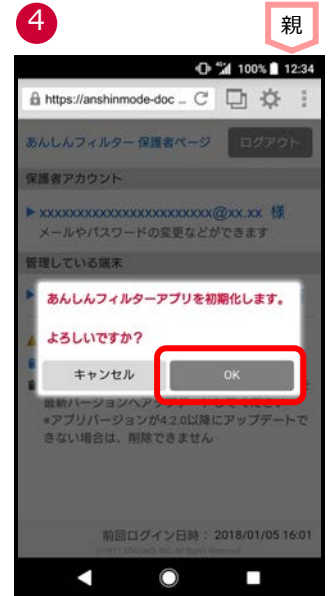 4
親
100% 12:34
https://anshinmode-doc ...
あんしんフィルター 保護者ページ
ログアウト
保護者アカウント
▶xxxxxxxxxxxxxxxxxxxxxxxx@xx.xx 様
メールやパスワードの変更などができます
管理している端末
あんしんフィルターアプリを初期化します。
よろしいですか?
キャンセル
OK
最新バージョンへアップデートしてください
※アプリバージョンが4.2.0以降にアップデートで
きない場合は、削除できません
前回ログイン日時：2018/01/05 16:01